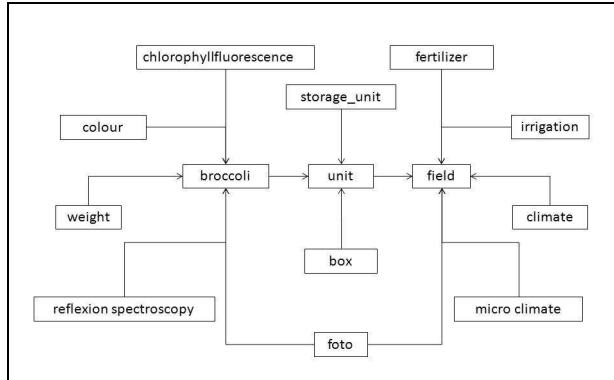 chlorophyllfluorescence
fertilizer
storage_unit
colour
irrigation
broccoli
unit
field
weight
climate
box
reflexion spectroscopy
micro climate
foto